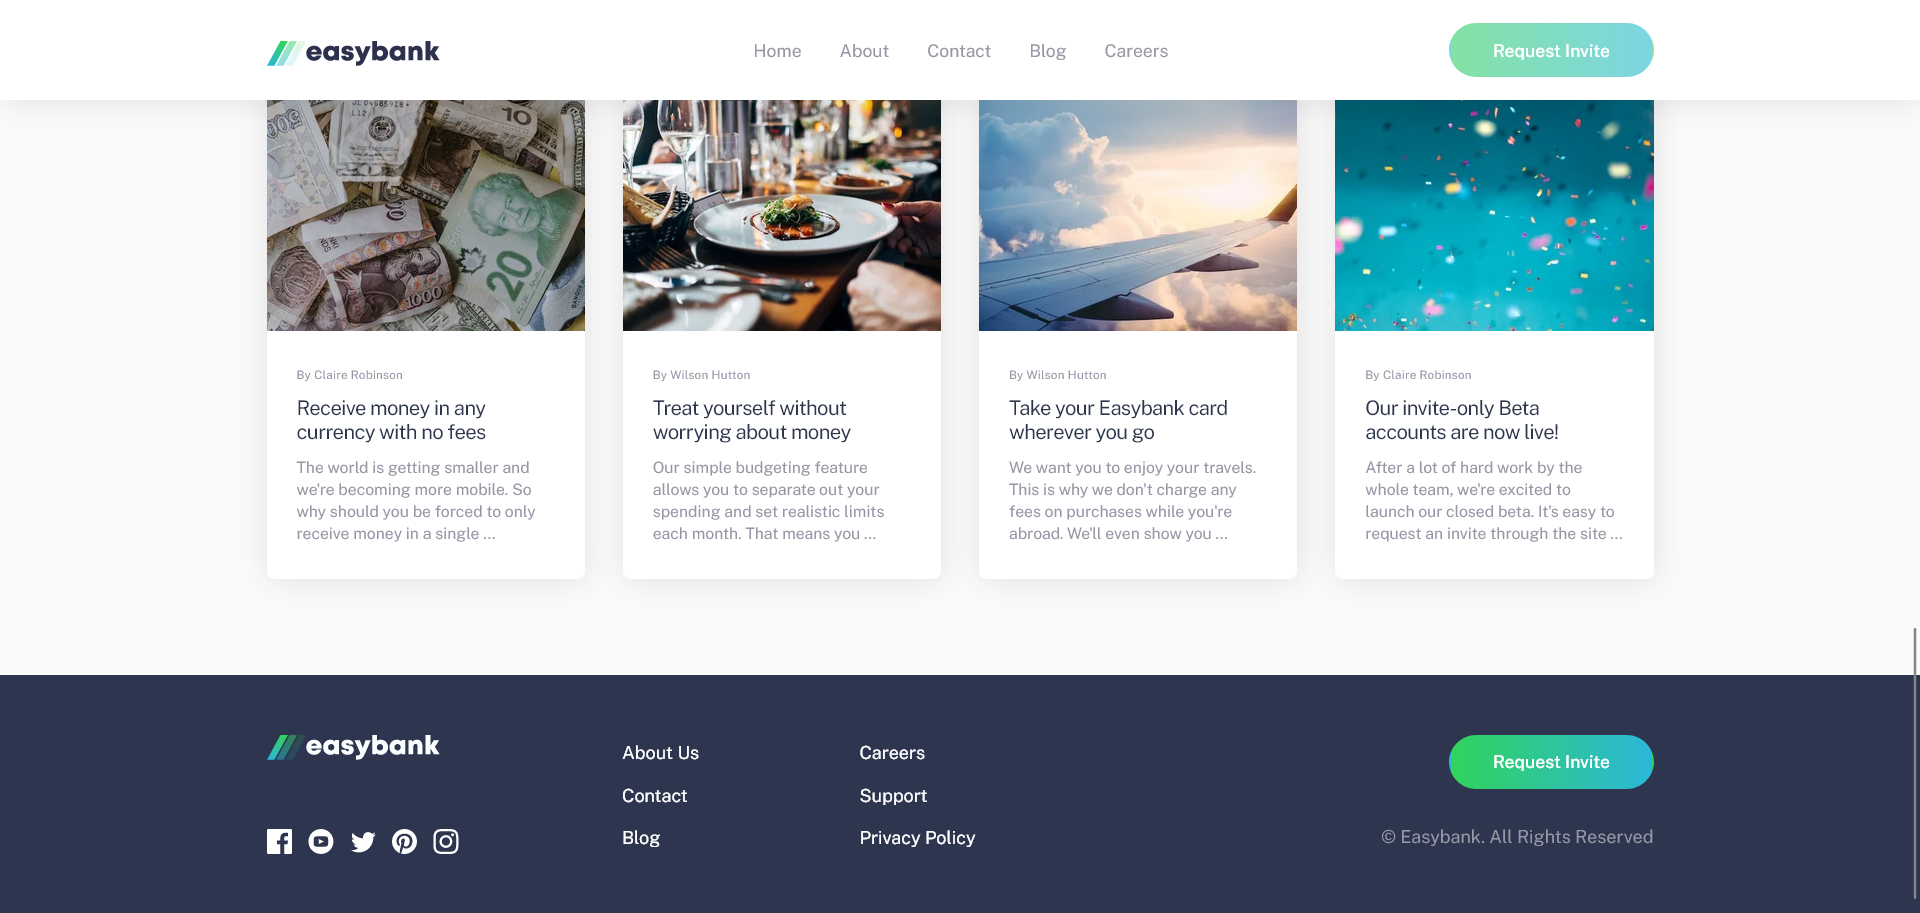 easybank
Home About Contact Blog Careers
Request Invite
JL 04685918*
L12
10
20
1000
By Claire Robinson
Receive money in any
currency with no fees
The world is getting smaller and
we're becoming more mobile. So
why should you be forced to only
receive money in a single ...
By Wilson Hutton
Treat yourself without
worrying about money
Our simple budgeting feature
allows you to separate out your
spending and set realistic limits
each month. That means you ...
By Wilson Hutton
Take your Easybank card
wherever you go
We want you to enjoy your travels.
This is why we don't charge any
fees on purchases while you're
abroad. We'll even show you ...
By Claire Robinson
Our invite-only Beta
accounts are now live!
After a lot of hard work by the
whole team, we're excited to
launch our closed beta. It's easy to
request an invite through the site ...
easybank
About Us
Contact
Blog
Careers
Support
Privacy Policy
Request Invite
© Easybank. All Rights Reserved